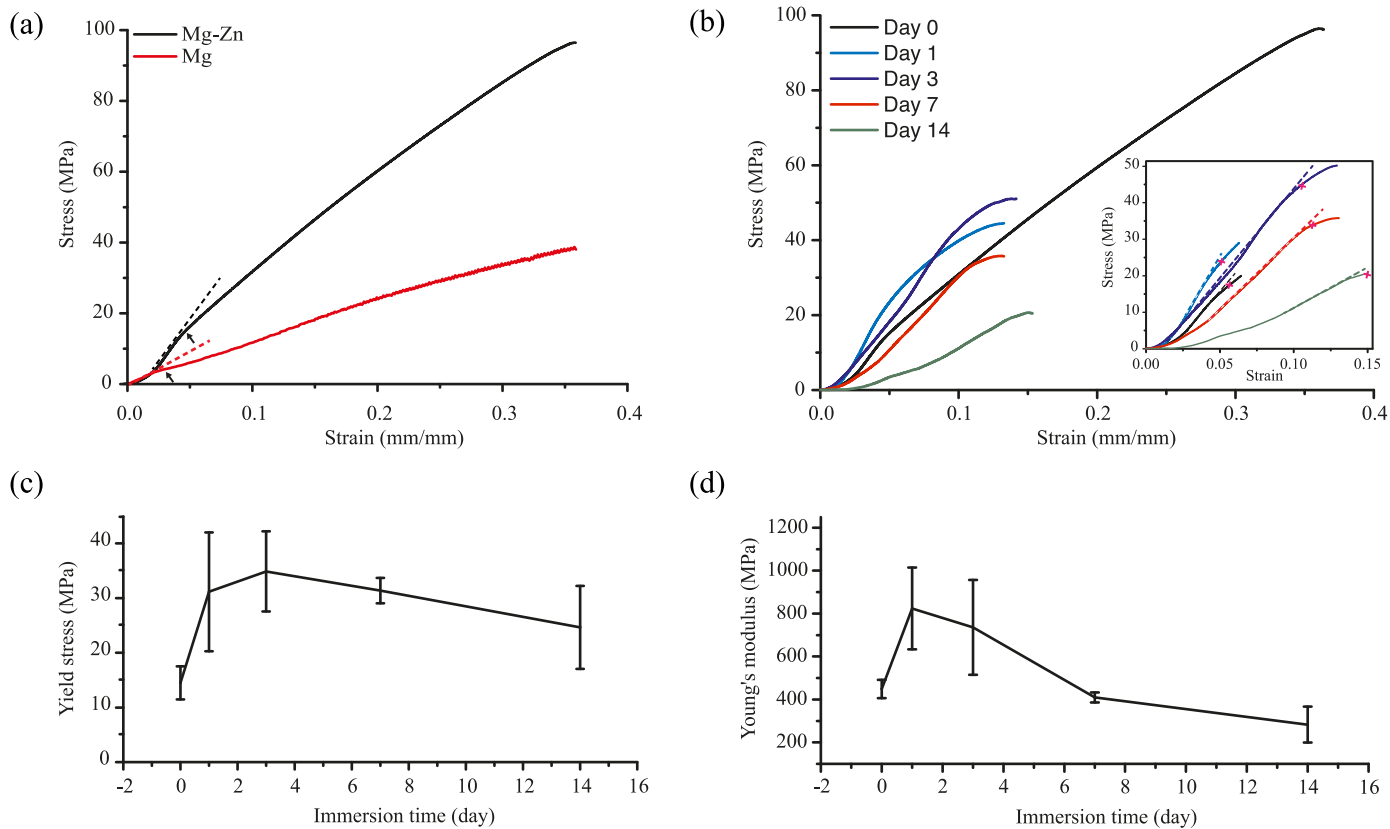 (a)
Mg-Zn
Mg
100
80
60
40
20
0
Stress (MPa)
0.0 0.1 0.2 0.3 0.4
Strain (mm/mm)
(b)
Day 0
Day 1
Day 3
Day 7
Day 14
100
80
60
40
20
0
Stress (MPa)
0.0 0.1 0.2 0.3 0.4
Strain (mm/mm)
50
40
30
20
10
0
Stress (MPa)
0.00 0.05 0.10 0.15
Strain
(c)
40
30
20
10
0
Yield stress (MPa)
-2 0 2 4 6 8 10 12 14 16
Immersion time (day)
(d)
1200
1000
800
600
400
200
Young's modulus (MPa)
-2 0 2 4 6 8 10 12 14 16
Immersion time (day)